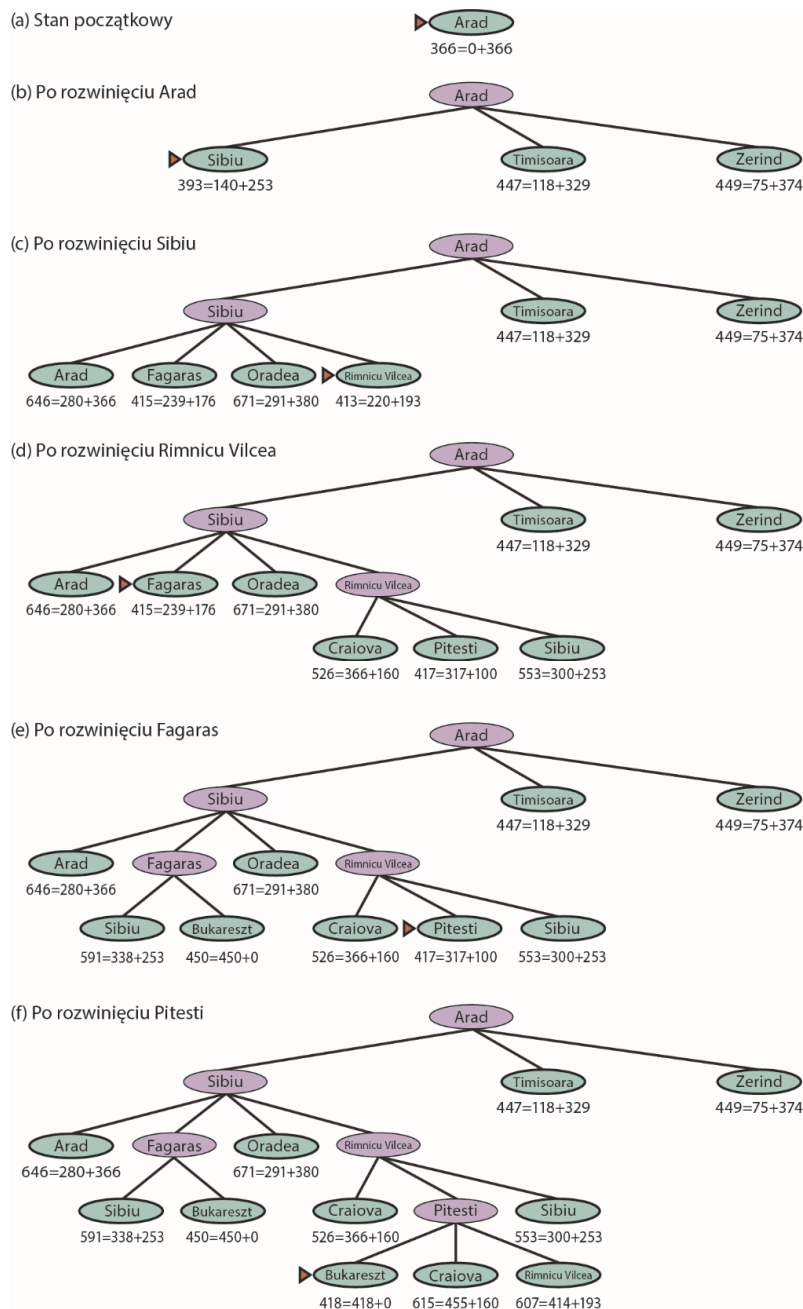 (a) Stan początkowy
Arad
366=0+366
(b) Po rozwinięciu Arad
Arad
Sibiu Timisoara Zerind
393=140+253 447=118+329 449=75+374
(c) Po rozwinięciu Sibiu
Arad
Sibiu Timisoara Zerind
447=118+329 449=75+374
Arad Fagaras Oradea Rimnicu Vilcea
646=280+366 415=239+176 671=291+380 413=220+193
(d) Po rozwinięciu Rimnicu Vilcea
Arad
Sibiu Timisoara Zerind
447=118+329 449=75+374
Arad Fagaras Oradea Rimnicu Vilcea
646=280+366 415=239+176 671=291+380
Craiova Pitesti Sibiu
526=366+160 417=317+100 553=300+253
(e) Po rozwinięciu Fagaras
Arad
Sibiu Timisoara Zerind
447=118+329 449=75+374
Arad Fagaras Oradea Rimnicu Vilcea
646=280+366 671=291+380
Sibiu Bukareszt Craiova Pitesti Sibiu
591=338+253 450=450+0 526=366+160 417=317+100 553=300+253
(f) Po rozwinięciu Pitesti
Arad
Sibiu Timisoara Zerind
447=118+329 449=75+374
Arad Fagaras Oradea Rimnicu Vilcea
646=280+366 671=291+380
Sibiu Bukareszt Craiova Pitesti Sibiu
591=338+253 450=450+0 526=366+160 553=300+253
Bukareszt Craiova Rimnicu Vilcea
418=418+0 615=455+160 607=414+193